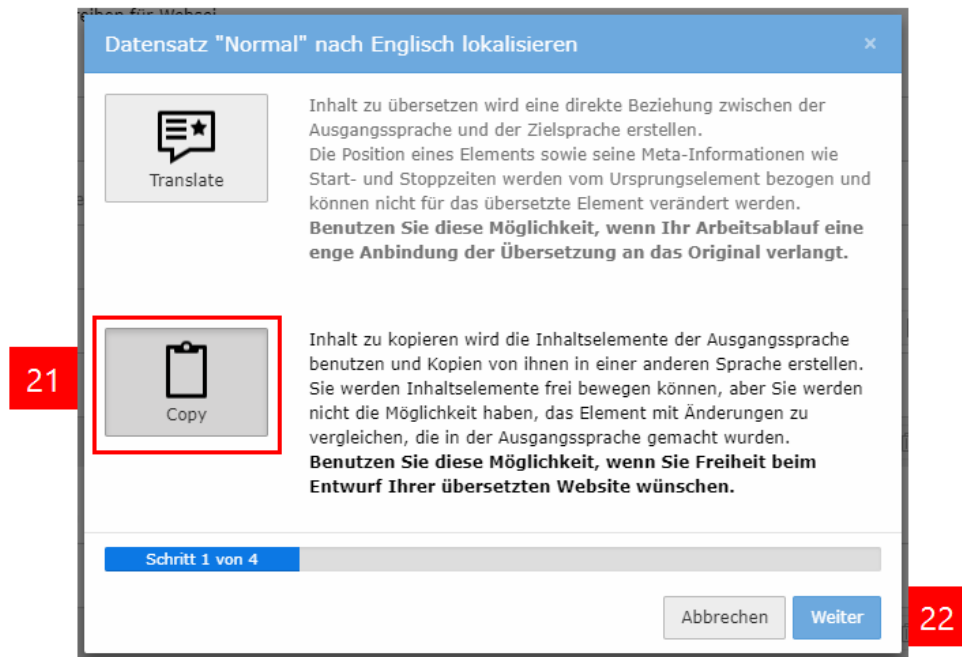 Datensatz "Normal" nach Englisch lokalisieren ×
Translate
Inhalt zu übersetzen wird eine direkte Beziehung zwischen der
Ausgangssprache und der Zielsprache erstellen.
Die Position eines Elements sowie seine Meta-Informationen wie
Start- und Stoppzeiten werden vom Ursprungselement bezogen und
können nicht für das übersetzte Element verändert werden.
Benutzen Sie diese Möglichkeit, wenn Ihr Arbeitsablauf eine
enge Anbindung der Übersetzung an das Original verlangt.
21
Copy
Inhalt zu kopieren wird die Inhaltselemente der Ausgangssprache
benutzen und Kopien von ihnen in einer anderen Sprache erstellen.
Sie werden Inhaltselemente frei bewegen können, aber Sie werden
nicht die Möglichkeit haben, das Element mit Änderungen zu
vergleichen, die in der Ausgangssprache gemacht wurden.
Benutzen Sie diese Möglichkeit, wenn Sie Freiheit beim
Entwurf Ihrer übersetzten Website wünschen.
Schritt 1 von 4
Abbrechen
Weiter
22